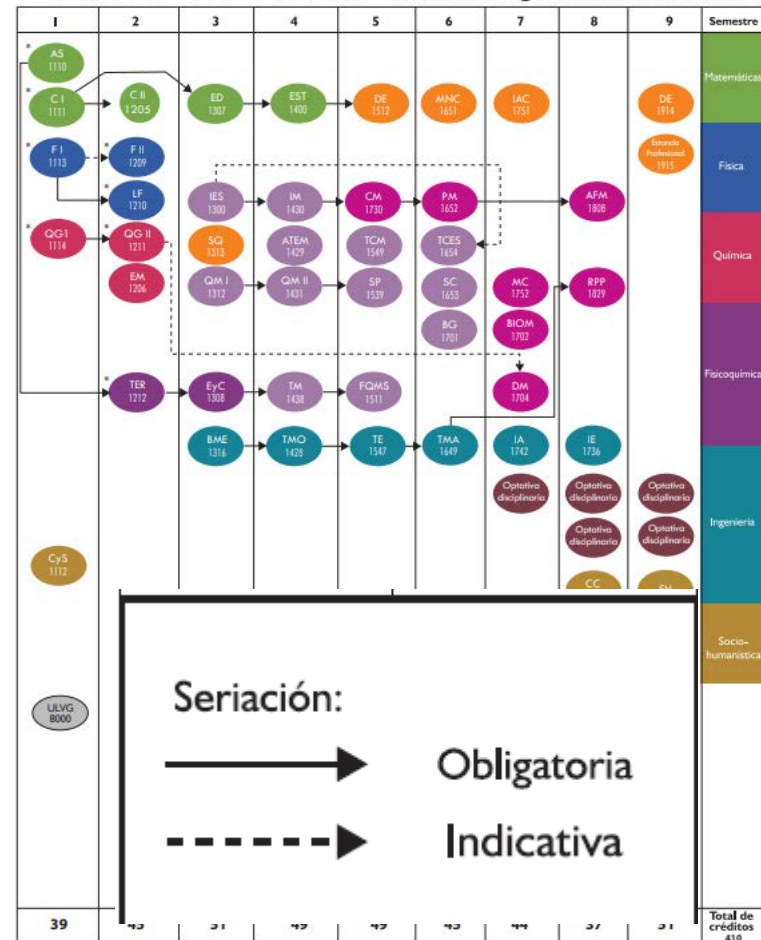 1
2
3
4
5
6
7
8
9
Semestre
AS
1110
C I
1111
C II
1205
ED
1307
EST
1400
DE
1512
MNC
1651
IAC
1751
DE
1914
Matemáticas
F I
1113
F II
1209
Estancia
Profesional
1915
Física
LF
1210
IES
1300
IM
1430
CM
1730
PM
1652
AFM
1808
QG1
1114
QG II
1211
SQ
1313
ATEM
1429
TCM
1549
TCES
1654
Química
EM
1206
QM I
1312
QM II
1431
SP
1539
SC
1653
MC
1752
RPP
1829
BG
1701
BIOM
1702
TER
1212
EyC
1308
TM
1438
FQMS
1511
DM
1704
Fisicoquímica
BME
1316
TMO
1428
TE
1547
TMA
1649
IA
1742
IE
1736
Optativa
disciplinaria
Optativa
disciplinaria
Optativa
disciplinaria
Optativa
disciplinaria
Optativa
disciplinaria
Ingeniería
CyS
1112
CC
Socio-
humanística
ULVG
8000
Seriación:
Obligatoria
Indicativa
39
44
Total de
créditos
410